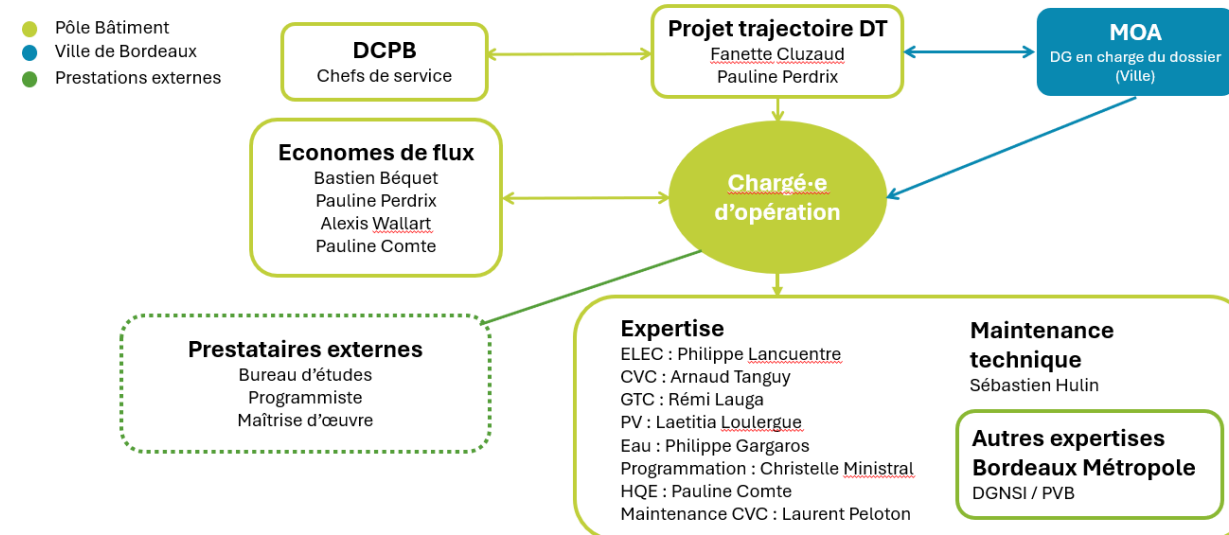 Pôle Bâtiment
Ville de Bordeaux
Prestations externes
DCPB
Chefs de service
Projet trajectoire DT
Fanette Cluzaud
Pauline Perdrix
MOA
DG en charge du dossier
(Ville)
Economes de flux
Bastien Béquet
Pauline Perdrix
Alexis Wallart
Pauline Comte
Chargé·e
d’opération
Prestataires externes
Bureau d’études
Programmiste
Maîtrise d’œuvre
Expertise
ELEC : Philippe Lancuentre
CVC : Arnaud Tanguy
GTC : Rémi Lauga
PV : Laetitia Loulergue
Eau : Philippe Gargaros
Programmation : Christelle Ministral
HQE : Pauline Comte
Maintenance CVC : Laurent Peloton
Maintenance
technique
Sébastien Hulin
Autres expertises
Bordeaux Métropole
DGNSI / PVB